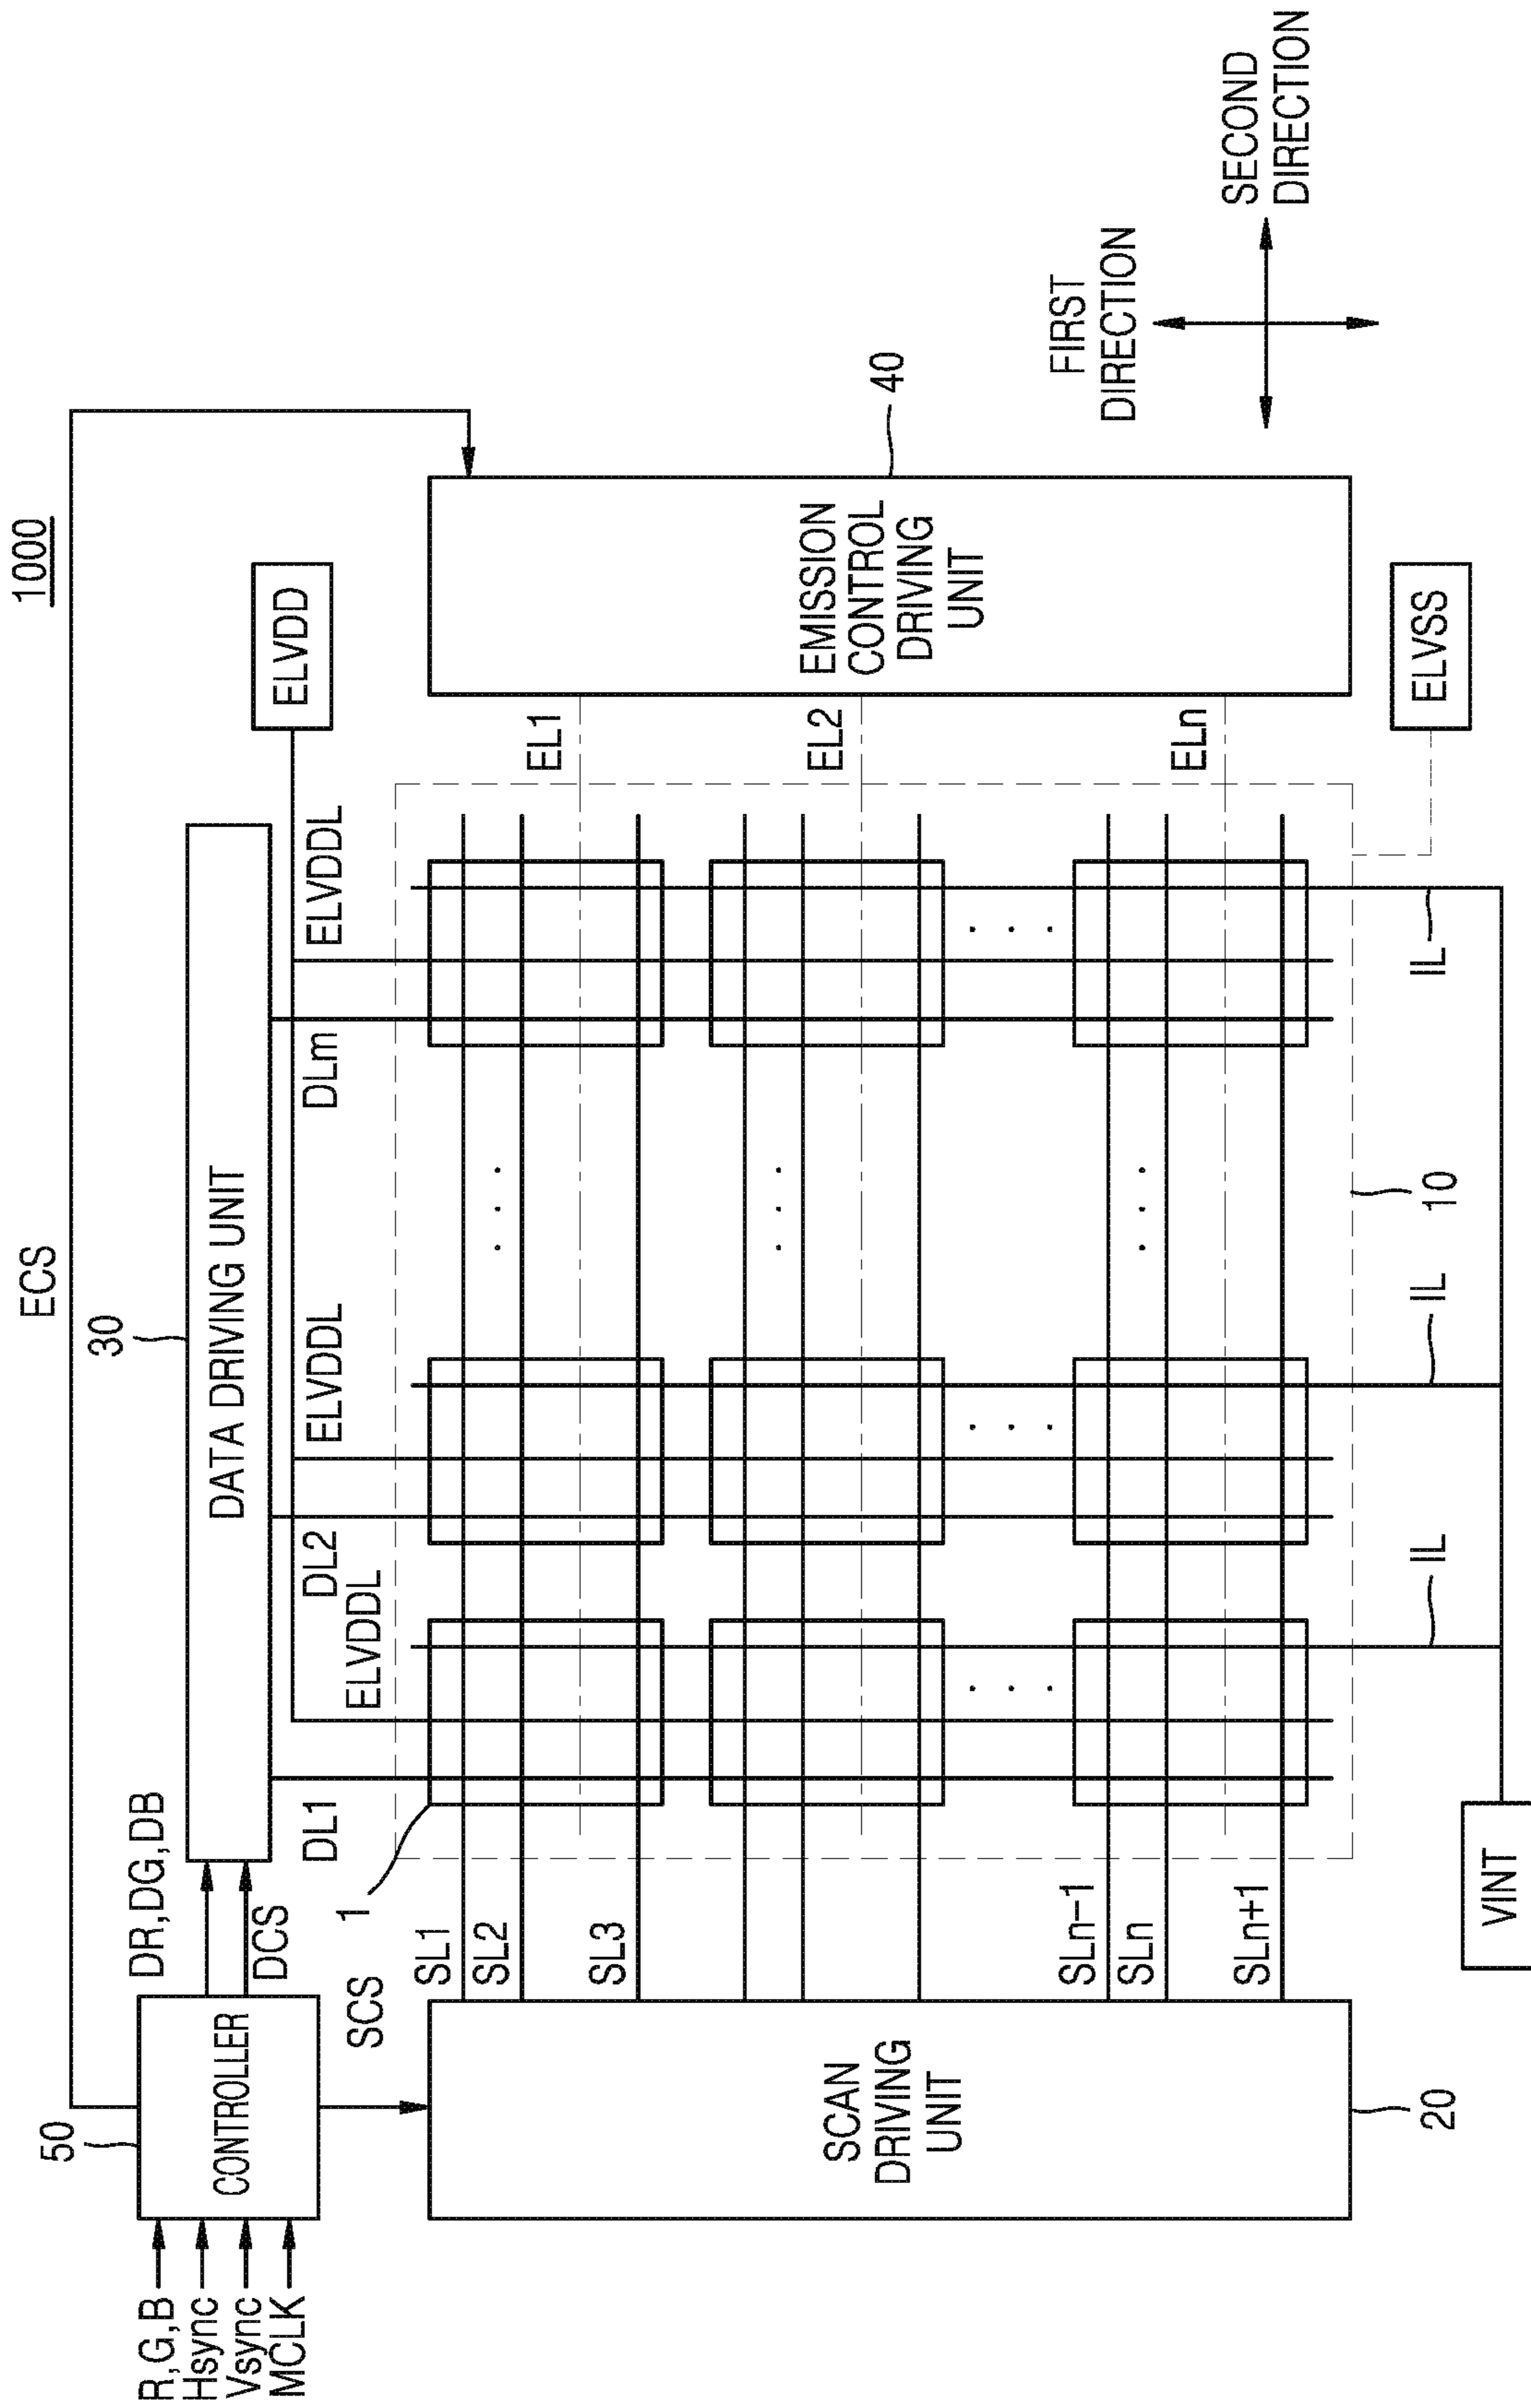 1000
ECS
50
CONTROLLER
R,G,B
Hsync
Vsync
MCLK
DR,DG,DB
DCS
SCS
30
DATA DRIVING UNIT
ELVDD
DL1
ELVDDL
DL2
ELVDDL
DLm
ELVDDL
1
SL1
SL2
SL3
SLn-1
SLn
SLn+1
SCAN
DRIVING
UNIT
20
EL1
EL2
ELn
EMISSION
CONTROL
DRIVING
UNIT
40
VINT
IL
IL
10
IL
ELVSS
FIRST
DIRECTION
SECOND
DIRECTION